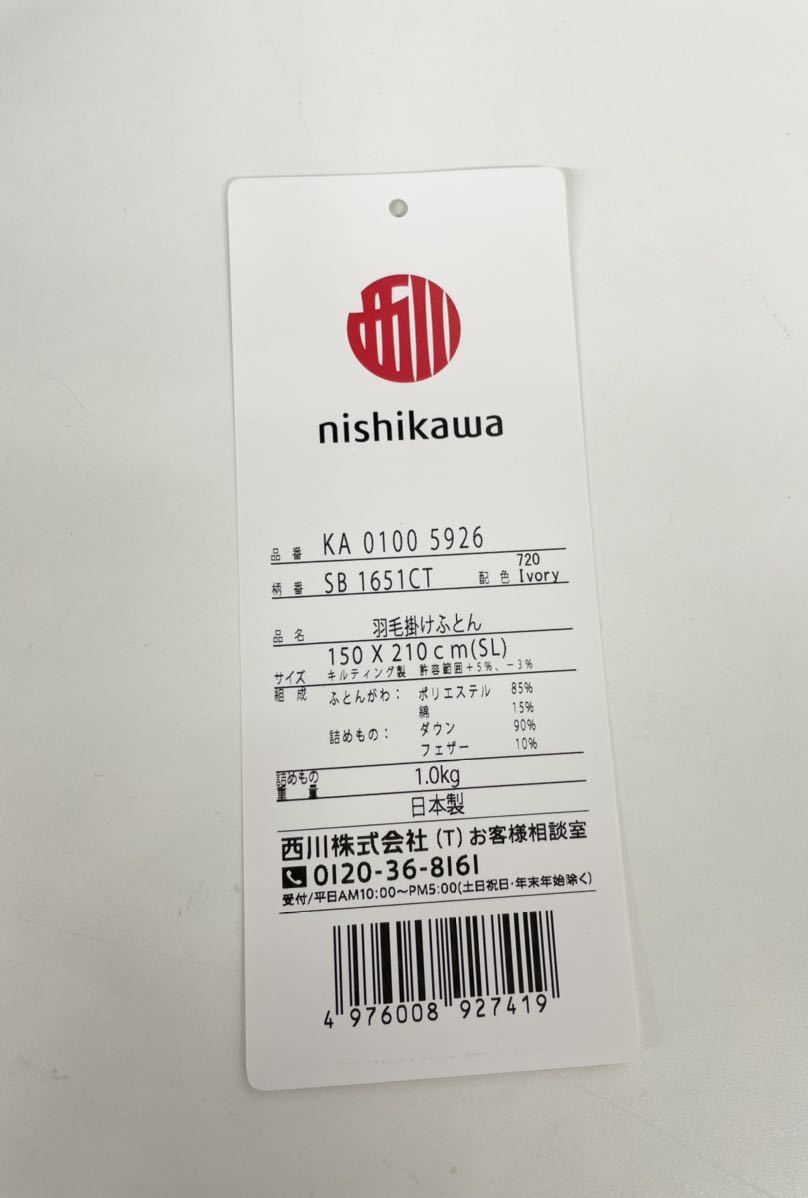 西川
nishikawa
品番 KA 0100 5926
柄番 SB 1651CT 配色 720 Ivory
品名 羽毛掛けふとん
サイズ 150 X 210cm(SL)
キルティング製 許容範囲+5%、-3%
組成 ふとんがわ: ポリエステル 85%
綿 15%
詰めもの: ダウン 90%
フェザー 10%
詰めもの重量 1.0kg
日本製
西川株式会社(T)お客様相談室
0120-36-8161
受付/平日AM10:00〜PM5:00(土日祝日・年末年始除く)
4 976008 927419